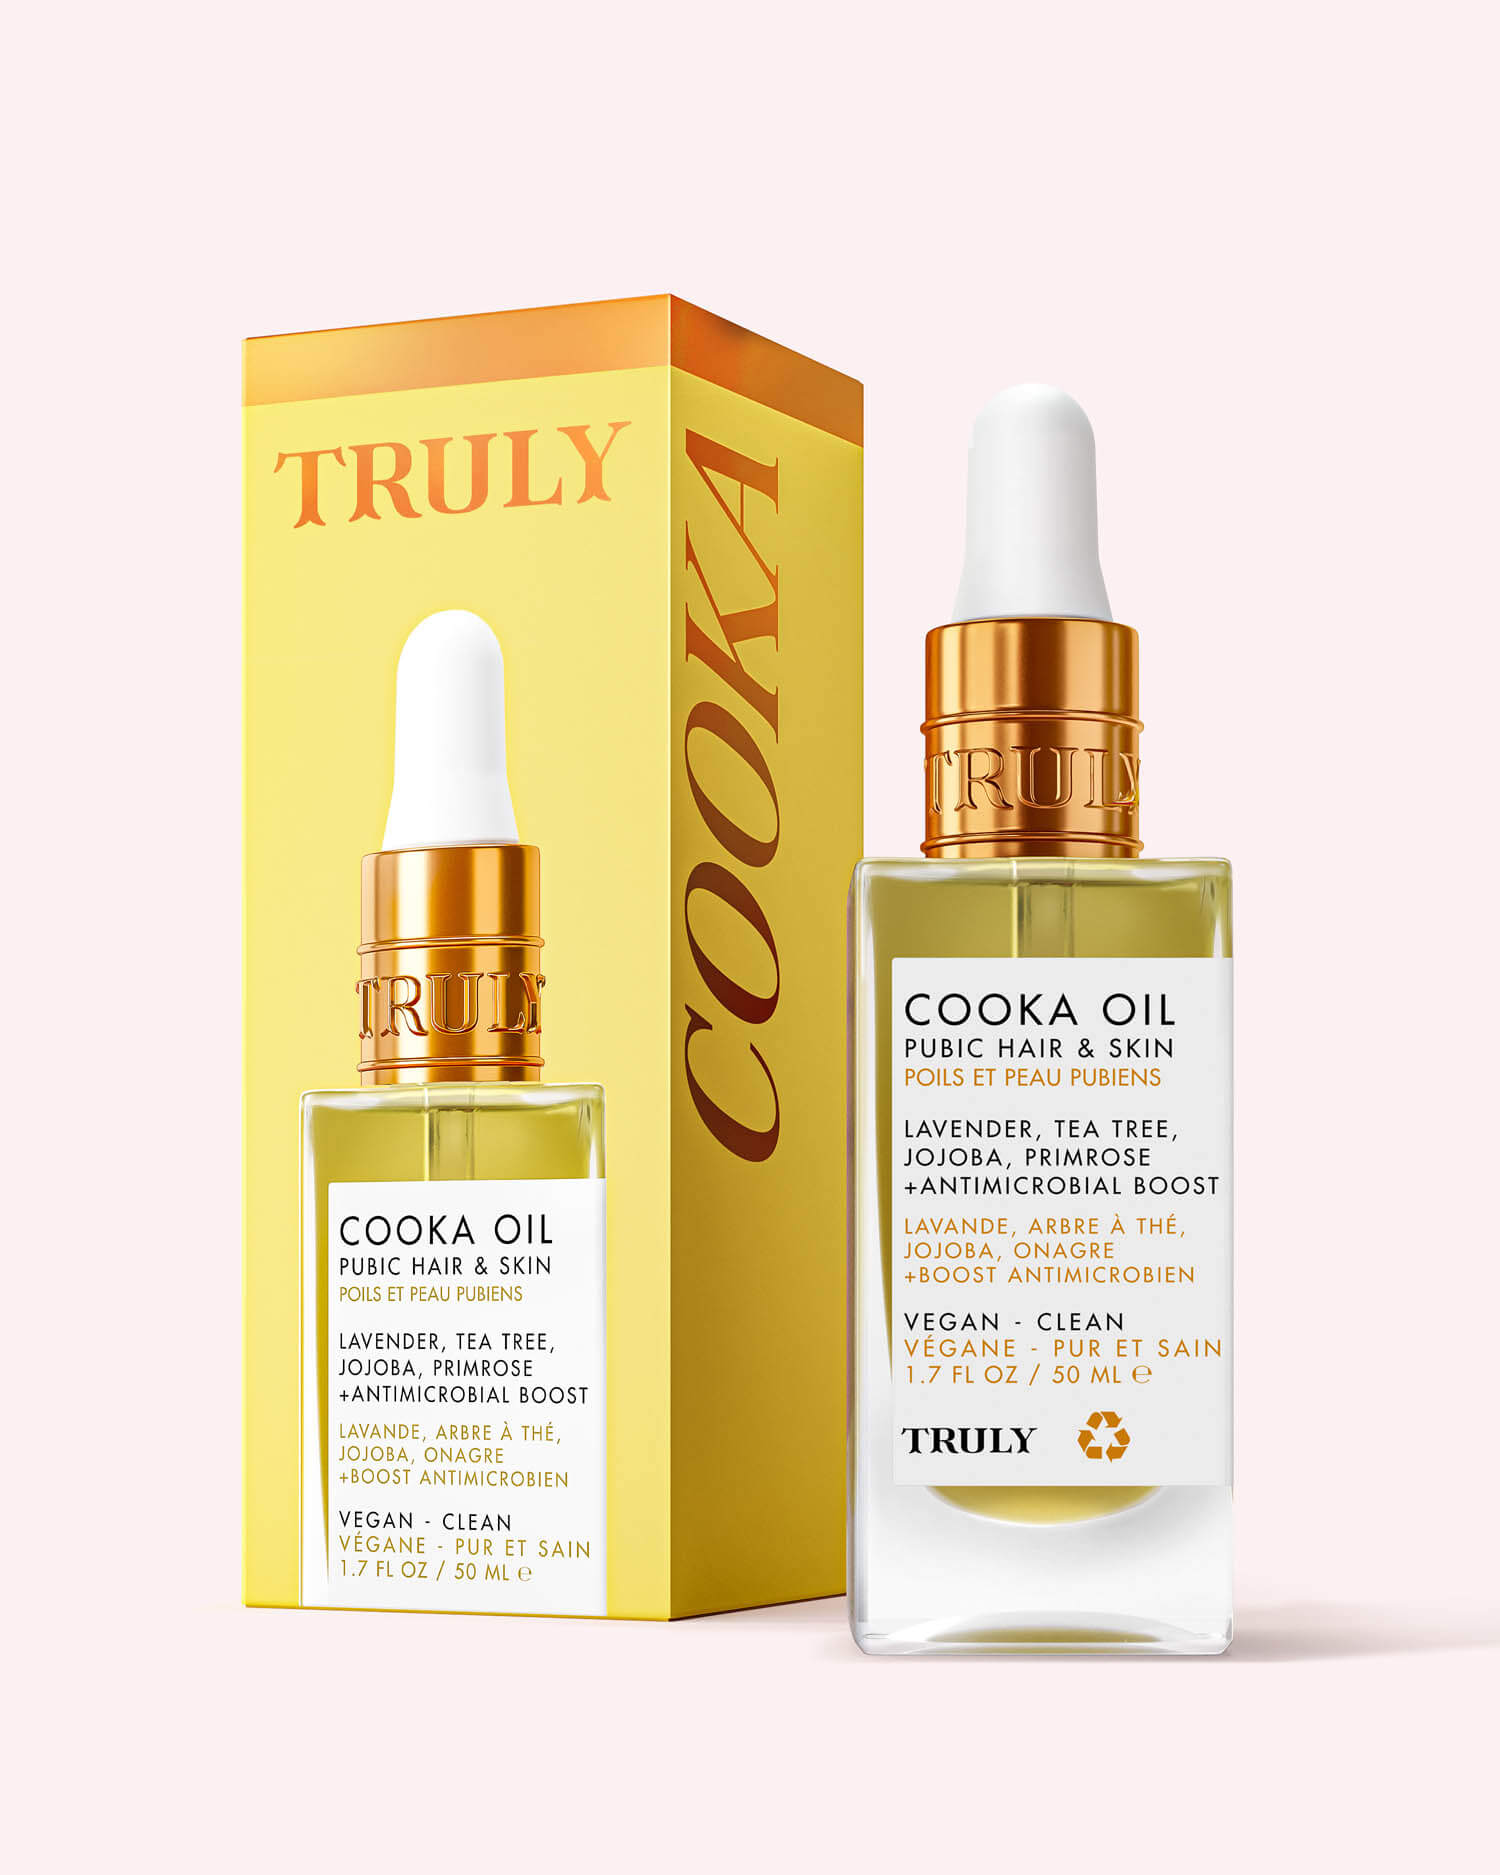 TRULY
COOKA
TRULY
COOKA OIL
PUBIC HAIR & SKIN
POILS ET PEAU PUBIENS
LAVENDER, TEA TREE,
JOJOBA, PRIMROSE
+ANTIMICROBIAL BOOST
LAVANDE, ARBRE À THÉ,
JOJOBA, ONAGRE
+BOOST ANTIMICROBIEN
VEGAN - CLEAN
VÉGANE - PUR ET SAIN
1.7 FL OZ / 50 ML ℮
TRULY
COOKA OIL
PUBIC HAIR & SKIN
POILS ET PEAU PUBIENS
LAVENDER, TEA TREE,
JOJOBA, PRIMROSE
+ANTIMICROBIAL BOOST
LAVANDE, ARBRE À THÉ,
JOJOBA, ONAGRE
+BOOST ANTIMICROBIEN
VEGAN - CLEAN
VÉGANE - PUR ET SAIN
1.7 FL OZ / 50 ML ℮
TRULY